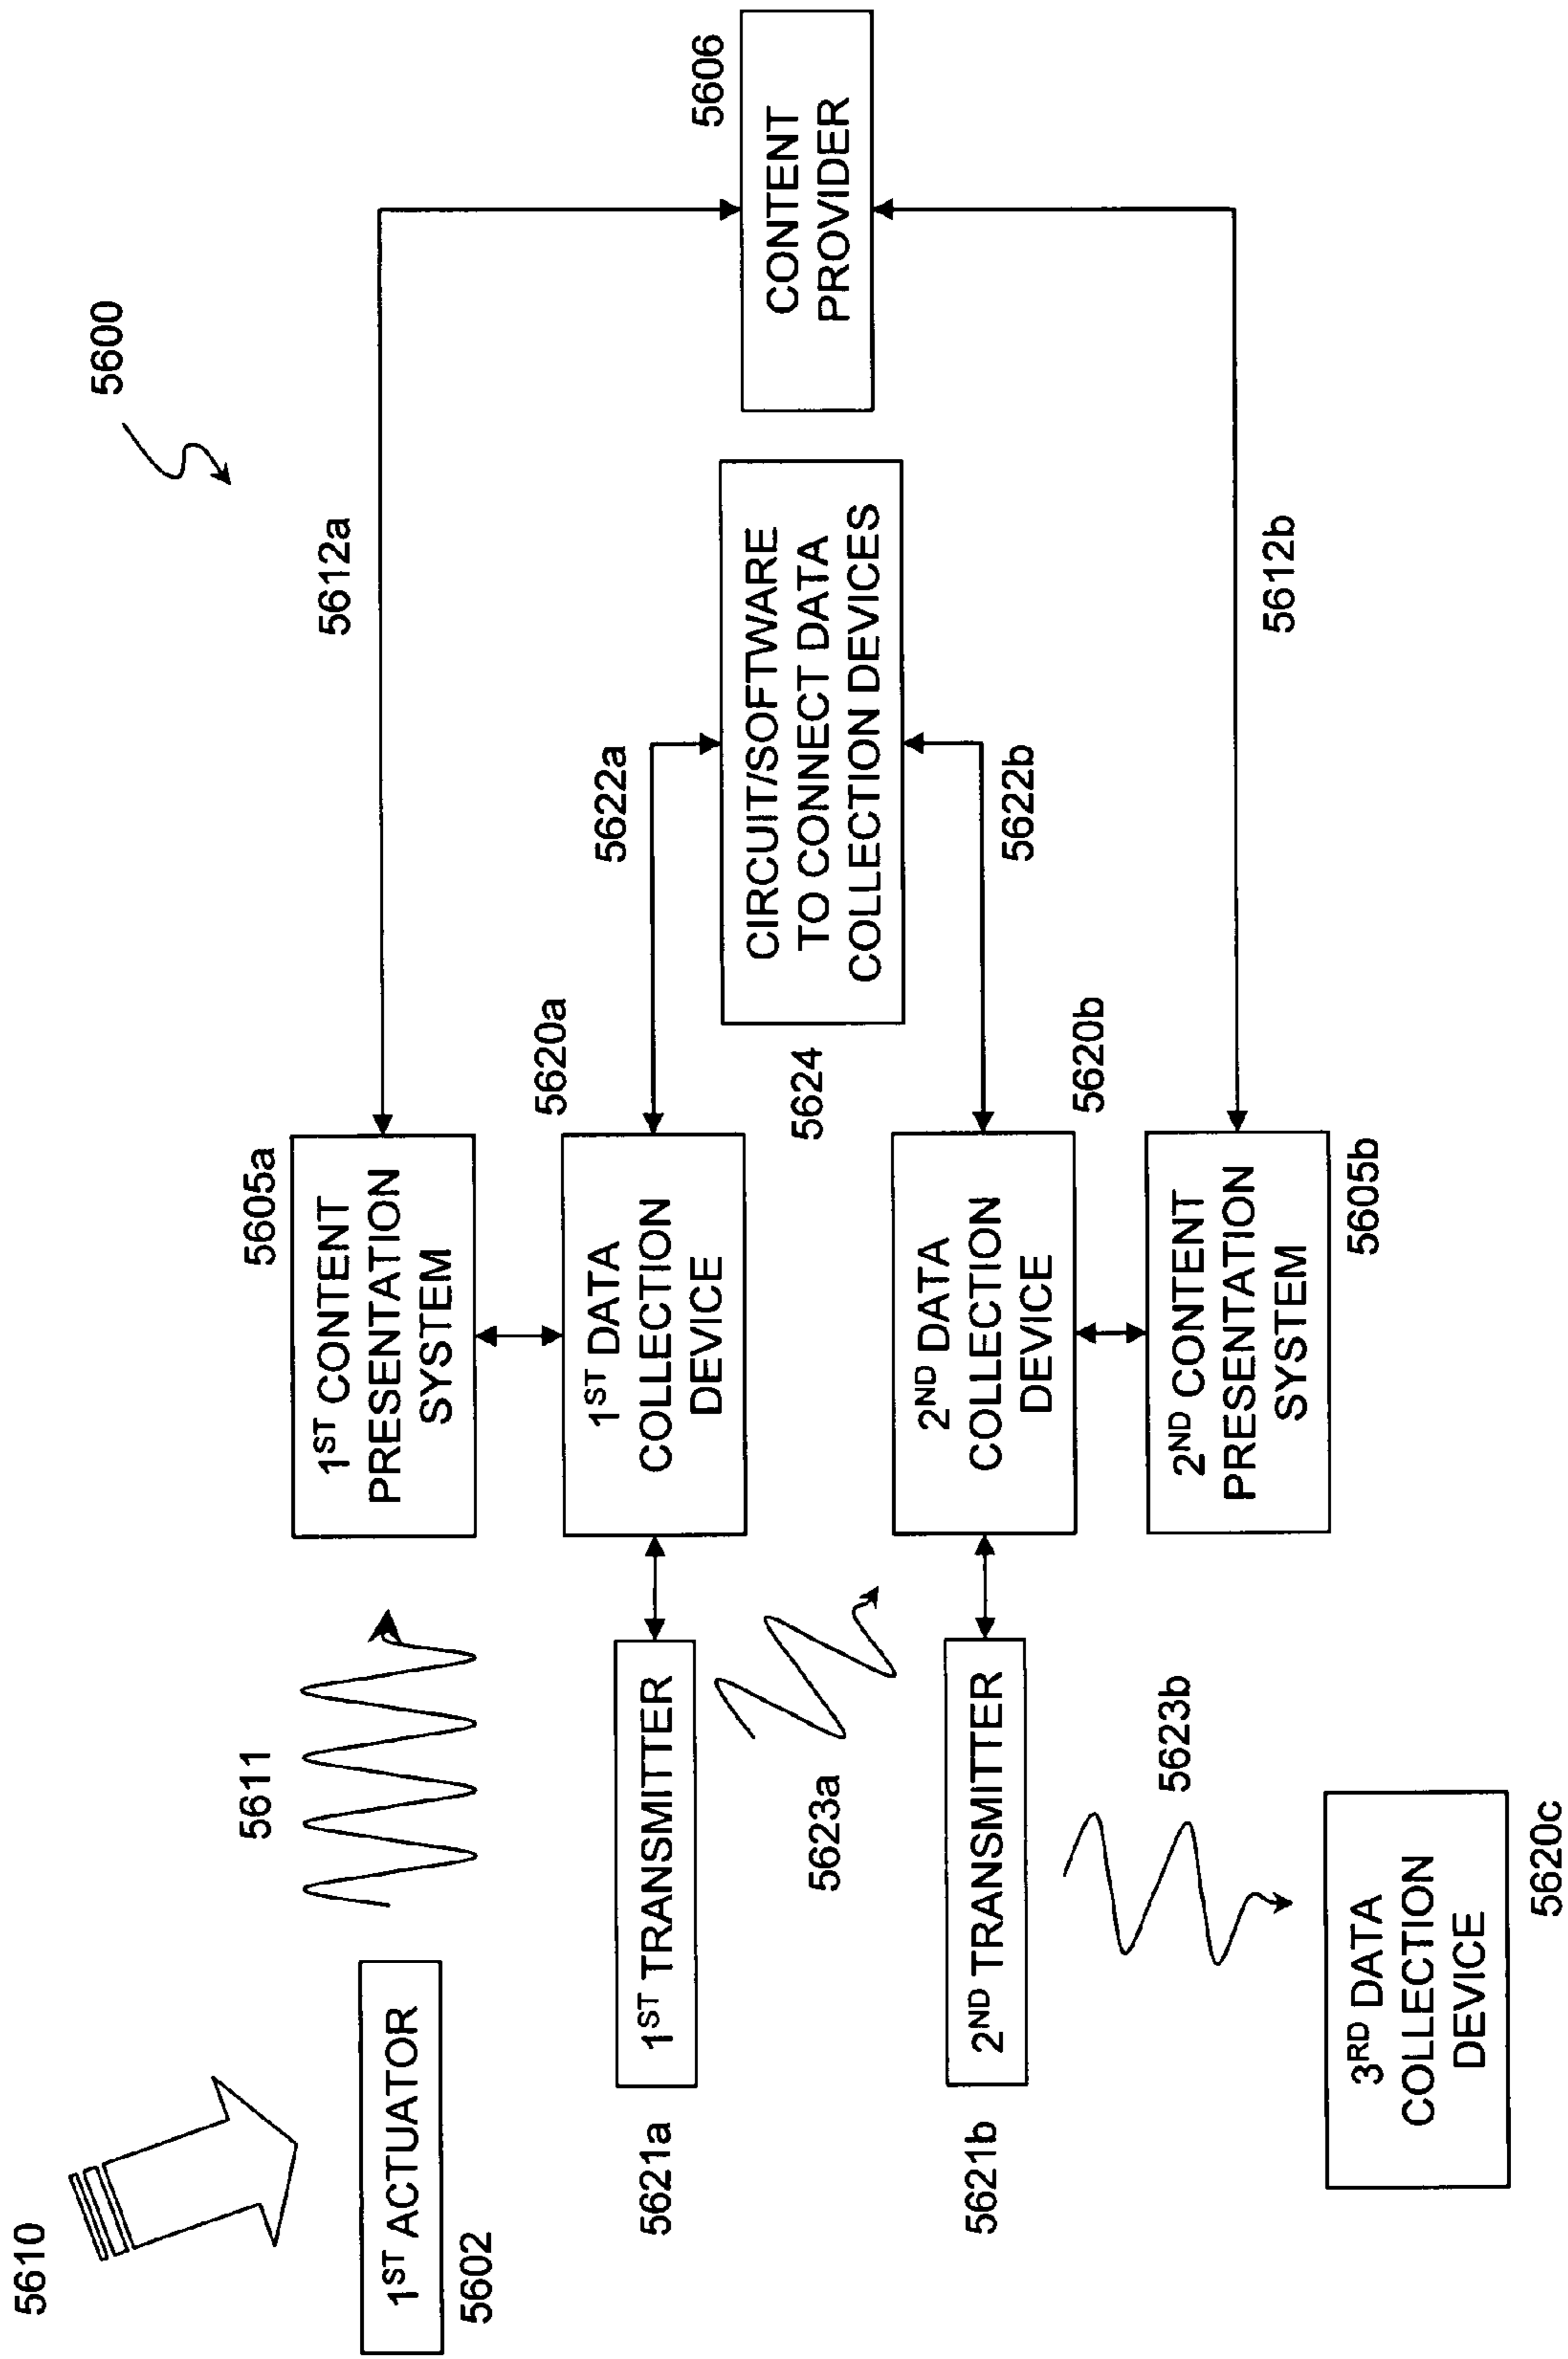 5600
5610
1ST ACTUATOR
5602
5611
5605a
1ST CONTENT
PRESENTATION
SYSTEM
5612a
5606
CONTENT
PROVIDER
5621a
1ST TRANSMITTER
5620a
1ST DATA
COLLECTION
DEVICE
5622a
5623a
5624
CIRCUIT/SOFTWARE
TO CONNECT DATA
COLLECTION DEVICES
5621b
2ND TRANSMITTER
2ND DATA
COLLECTION
DEVICE
5620b
5622b
5623b
2ND CONTENT
PRESENTATION
SYSTEM
5605b
5612b
3RD DATA
COLLECTION
DEVICE
5620c